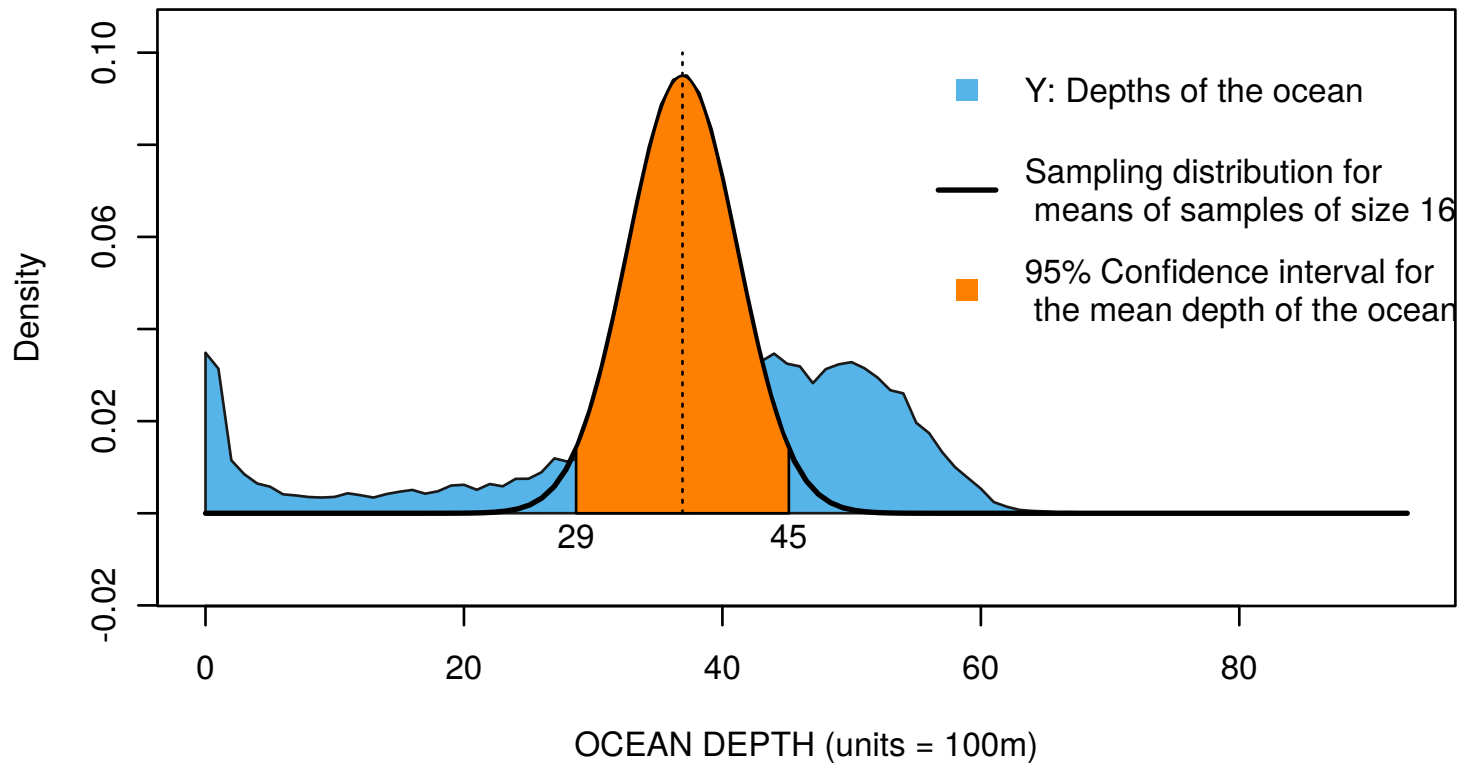 Y: Depths of the ocean
Sampling distribution for
means of samples of size 16
95% Confidence interval for
the mean depth of the ocean
Density
0.10
0.06
0.02
-0.02
29 45
0 20 40 60 80
OCEAN DEPTH (units = 100m)